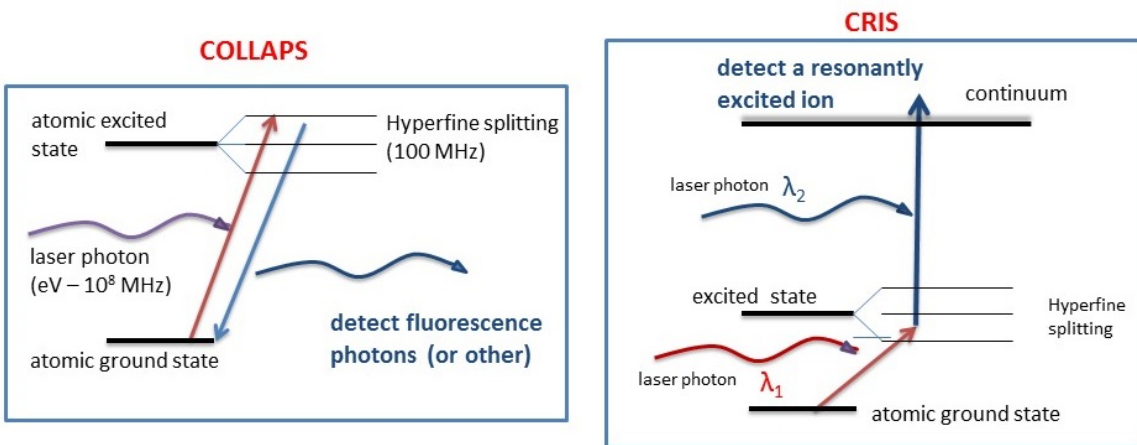 COLLAPS
atomic excited
state
Hyperfine splitting
(100 MHz)
laser photon
(eV – 10⁸ MHz)
detect fluorescence
photons (or other)
atomic ground state
CRIS
detect a resonantly
excited ion
continuum
laser photon λ₂
excited state
Hyperfine
splitting
laser photon λ₁
atomic ground state